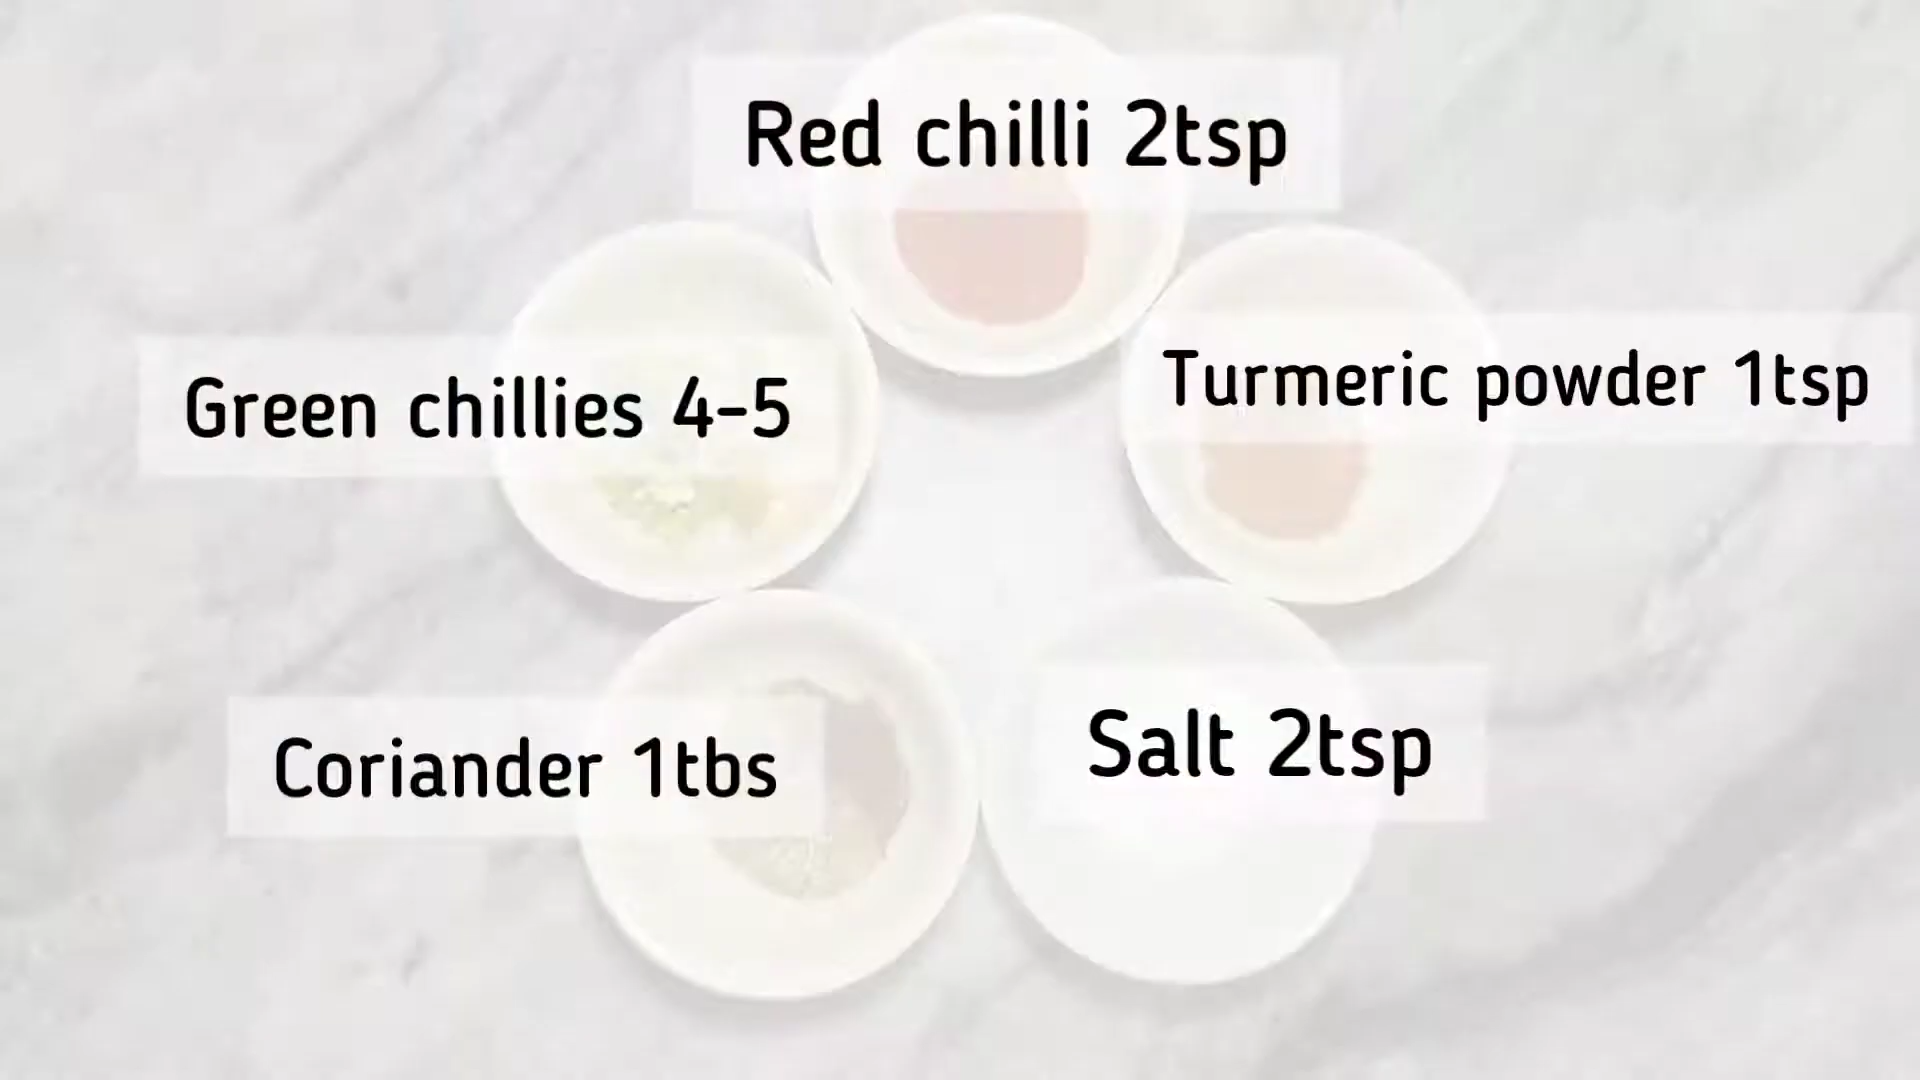 Red chilli 2tsp
Green chillies 4-5
Turmeric powder 1tsp
Coriander 1tbs
Salt 2tsp